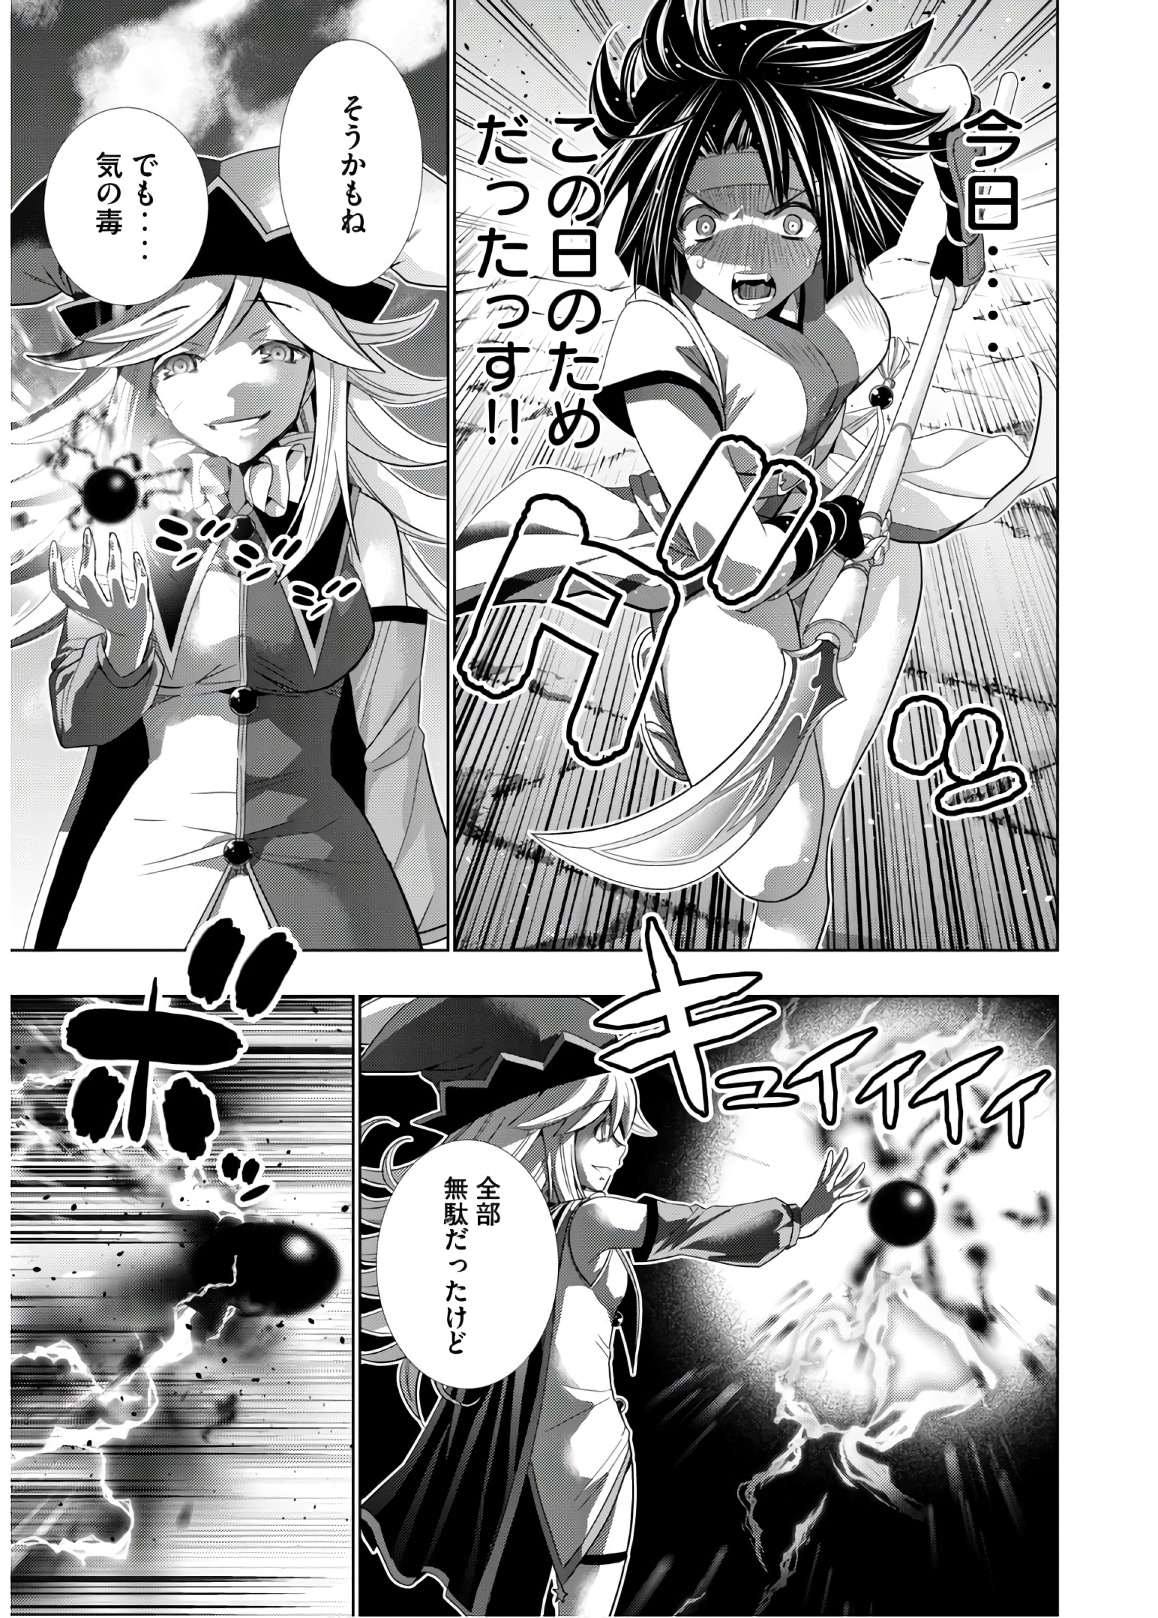 今日・・・・・
この日のため
だったっす!!
そうかもね
でも・・・・
気の毒
ジジジ
キュイイイイ
全部
無駄だったけど
ボッ